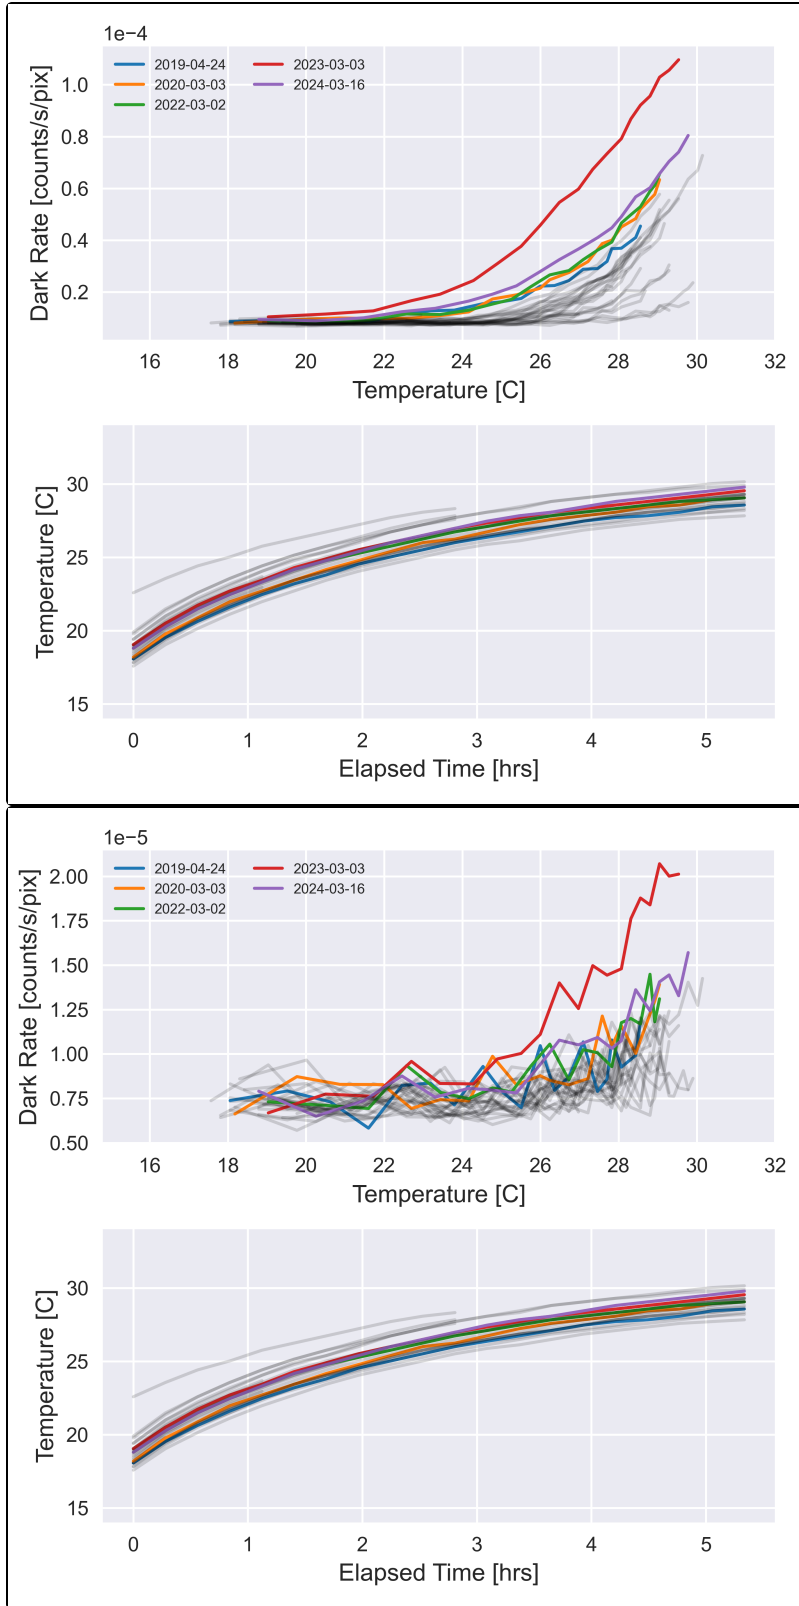 1e−4
Dark Rate [counts/s/pix]
1.0
0.8
0.6
0.4
0.2
2019-04-24
2020-03-03
2022-03-02
2023-03-03
2024-03-16
16 18 20 22 24 26 28 30 32
Temperature [C]
Temperature [C]
30
25
20
15
0 1 2 3 4 5
Elapsed Time [hrs]
1e−5
Dark Rate [counts/s/pix]
2.00
1.75
1.50
1.25
1.00
0.75
0.50
2019-04-24
2020-03-03
2022-03-02
2023-03-03
2024-03-16
16 18 20 22 24 26 28 30 32
Temperature [C]
Temperature [C]
30
25
20
15
0 1 2 3 4 5
Elapsed Time [hrs]